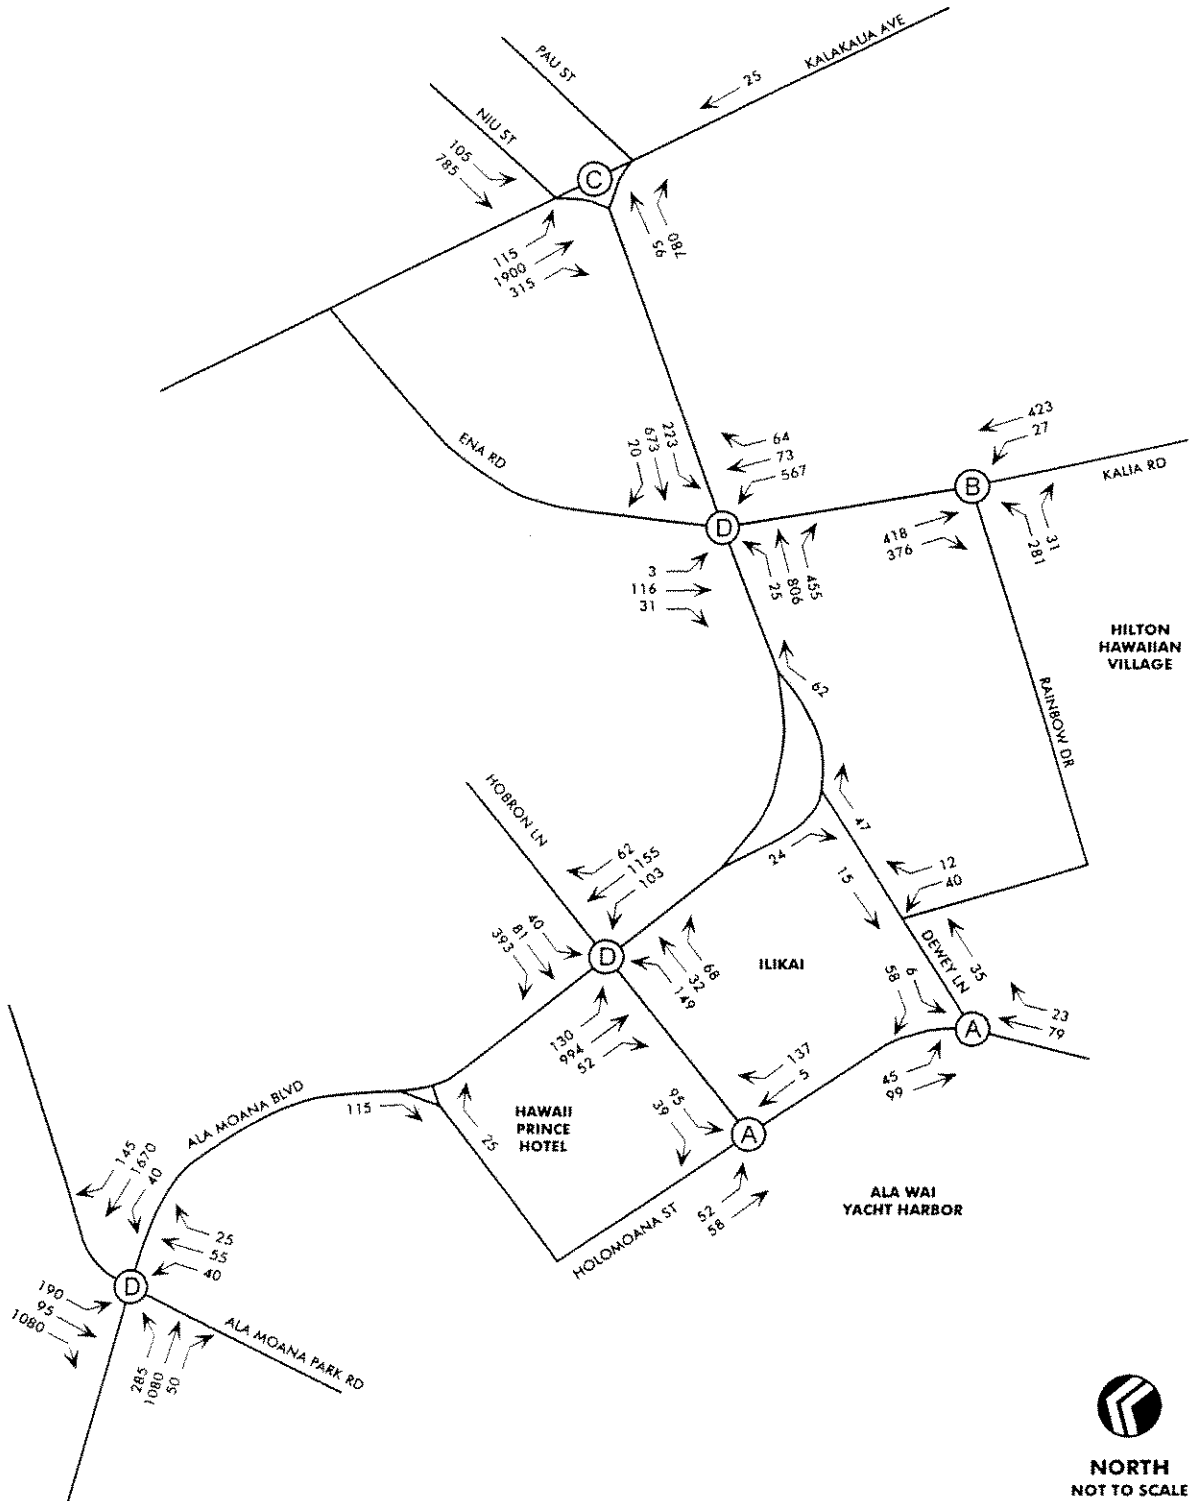 PAU ST
KALAKAUA AVE
25
NIU ST
105
785
C
115
1900
315
95
780
ENA RD
20
673
223
64
73
567
423
27
B
KALIA RD
D
418
376
31
281
3
116
31
25
806
455
HILTON
HAWAIIAN
VILLAGE
62
RAINBOW DR
HOBRON LN
47
24
62
1155
103
15
12
40
40
81
393
D
ILIKAI
DEWEY LN
35
68
32
149
58
6
23
79
A
130
994
52
137
5
45
99
ALA MOANA BLVD
115
HAWAII
PRINCE
HOTEL
25
95
39
A
145
1670
40
ALA WAI
YACHT HARBOR
52
58
HOLOMOANA ST
25
55
40
190
95
1080
D
ALA MOANA PARK RD
285
1080
50
NORTH
NOT TO SCALE